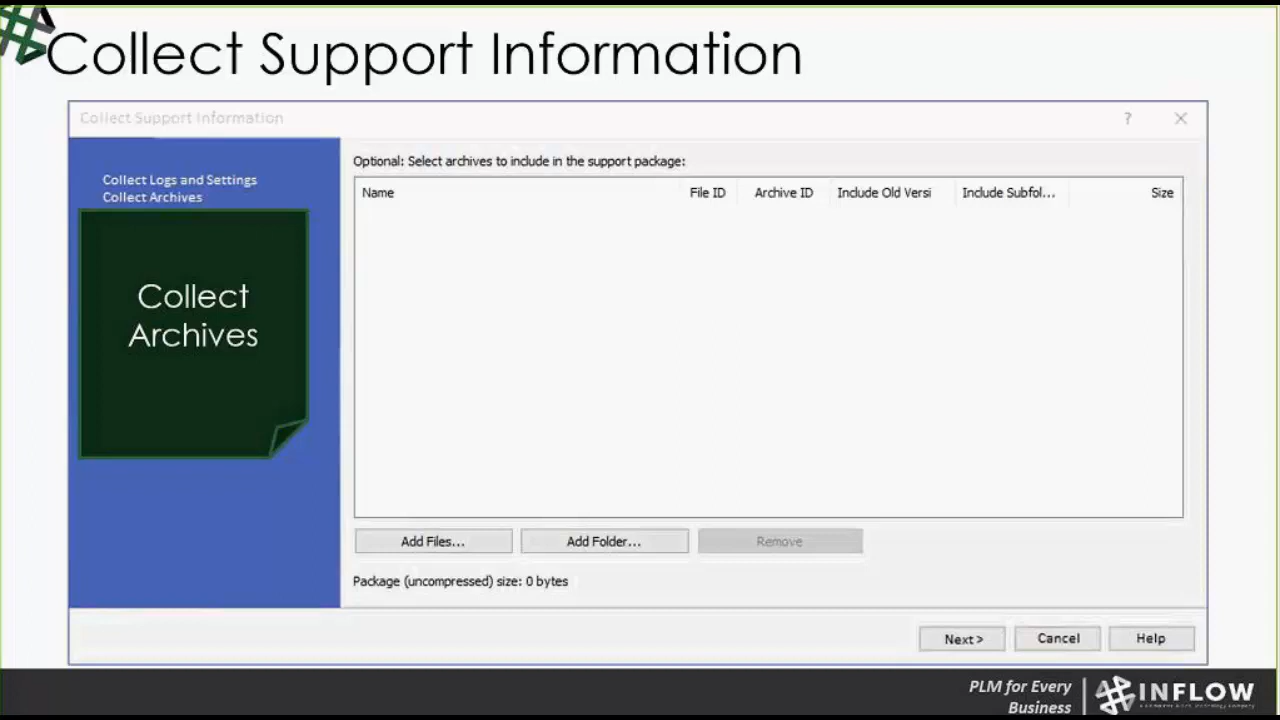 Collect Support Information
Collect Support Information
?
Collect Logs and Settings
Collect Archives
Collect
Archives
Optional: Select archives to include in the support package:
Name File ID Archive ID Include Old Versi Include Subfol... Size
Add Files... Add Folder... Remove
Package (uncompressed) size: 0 bytes
Next > Cancel Help
PLM for Every
Business
INFLOW